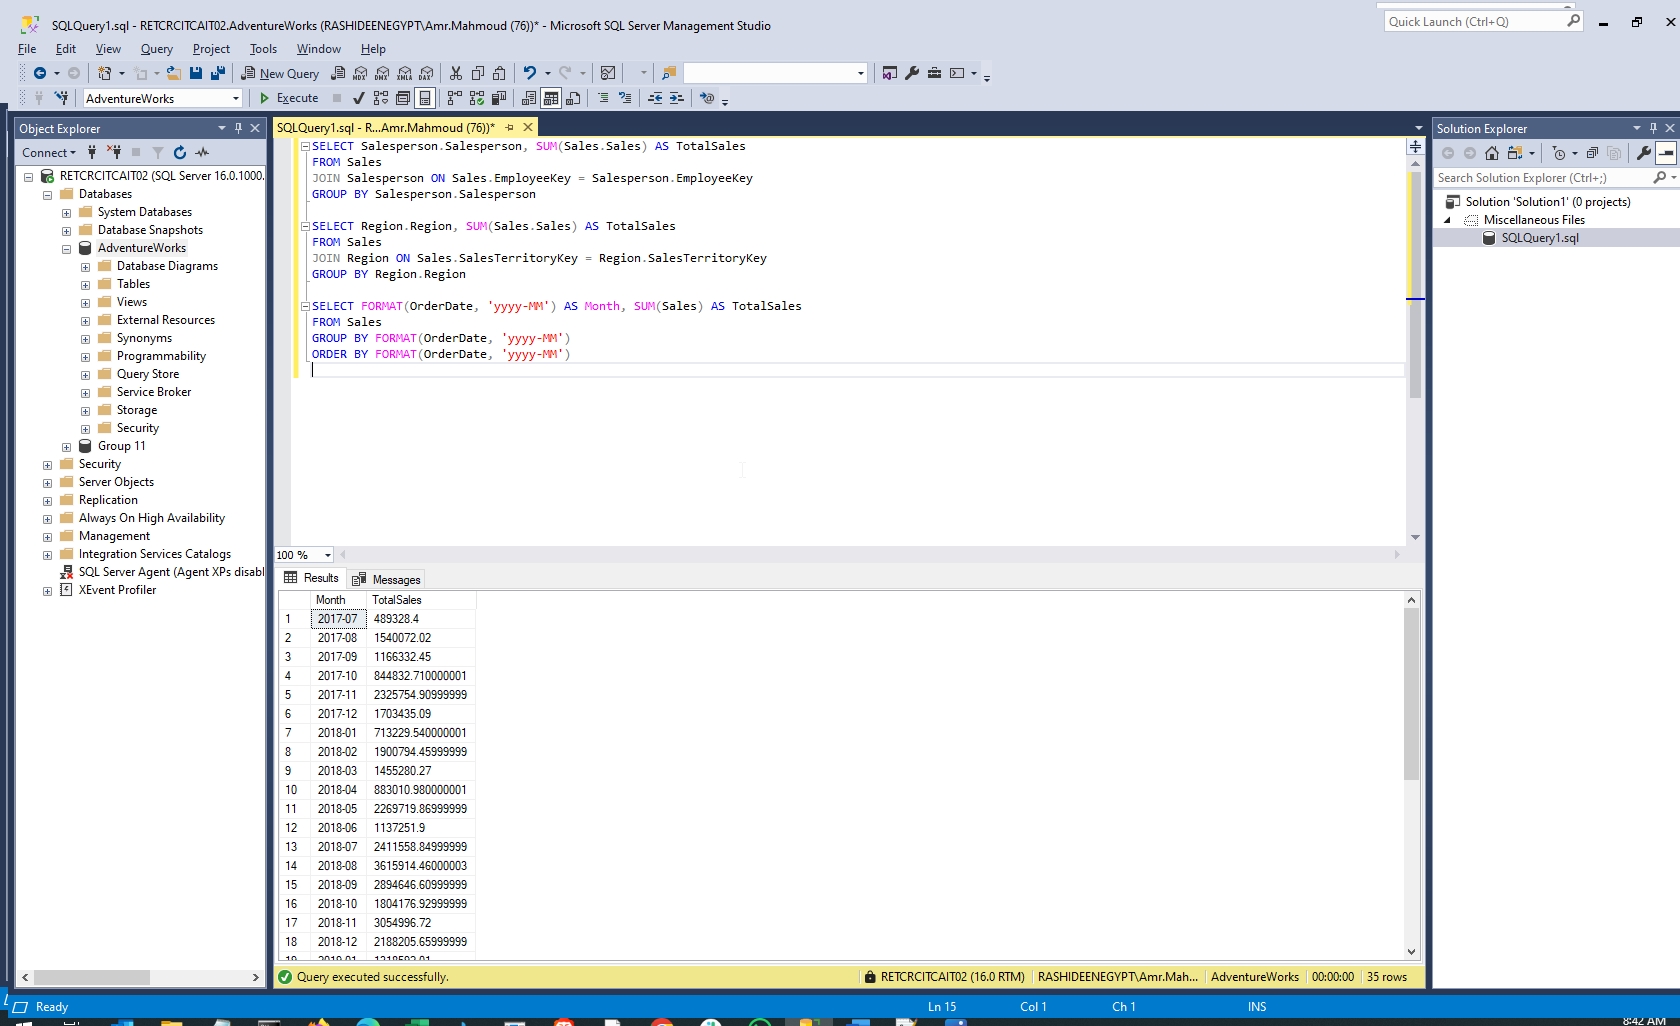 SQLQuery1.sql - RETCRCITCAIT02.AdventureWorks (RASHIDEENEGYPT\Amr.Mahmoud (76))* - Microsoft SQL Server Management Studio
Quick Launch (Ctrl+Q)
File Edit View Query Project Tools Window Help
New Query MDX DMX XMLA DAX
AdventureWorks Execute
Object Explorer
SQLQuery1.sql - R...Amr.Mahmoud (76))*
Solution Explorer
Connect
Search Solution Explorer (Ctrl+;)
RETCRCITCAIT02 (SQL Server 16.0.1000.
Databases
System Databases
Database Snapshots
AdventureWorks
Database Diagrams
Tables
Views
External Resources
Synonyms
Programmability
Query Store
Service Broker
Storage
Security
Group 11
Security
Server Objects
Replication
Always On High Availability
Management
Integration Services Catalogs
SQL Server Agent (Agent XPs disabl
XEvent Profiler
SELECT Salesperson.Salesperson, SUM(Sales.Sales) AS TotalSales
FROM Sales
JOIN Salesperson ON Sales.EmployeeKey = Salesperson.EmployeeKey
GROUP BY Salesperson.Salesperson
SELECT Region.Region, SUM(Sales.Sales) AS TotalSales
FROM Sales
JOIN Region ON Sales.SalesTerritoryKey = Region.SalesTerritoryKey
GROUP BY Region.Region
SELECT FORMAT(OrderDate, 'yyyy-MM') AS Month, SUM(Sales) AS TotalSales
FROM Sales
GROUP BY FORMAT(OrderDate, 'yyyy-MM')
ORDER BY FORMAT(OrderDate, 'yyyy-MM')
100 %
Results Messages
Month TotalSales
1 2017-07 489328.4
2 2017-08 1540072.02
3 2017-09 1166332.45
4 2017-10 844832.710000001
5 2017-11 2325754.90999999
6 2017-12 1703435.09
7 2018-01 713229.540000001
8 2018-02 1900794.45999999
9 2018-03 1455280.27
10 2018-04 883010.980000001
11 2018-05 2269719.86999999
12 2018-06 1137251.9
13 2018-07 2411558.84999999
14 2018-08 3615914.46000003
15 2018-09 2894646.60999999
16 2018-10 1804176.92999999
17 2018-11 3054996.72
18 2018-12 2188205.65999999
Query executed successfully. RETCRCITCAIT02 (16.0 RTM) RASHIDEENEGYPT\Amr.Mah... AdventureWorks 00:00:00 35 rows
Solution 'Solution1' (0 projects)
Miscellaneous Files
SQLQuery1.sql
Ready Ln 15 Col 1 Ch 1 INS
8:42 AM